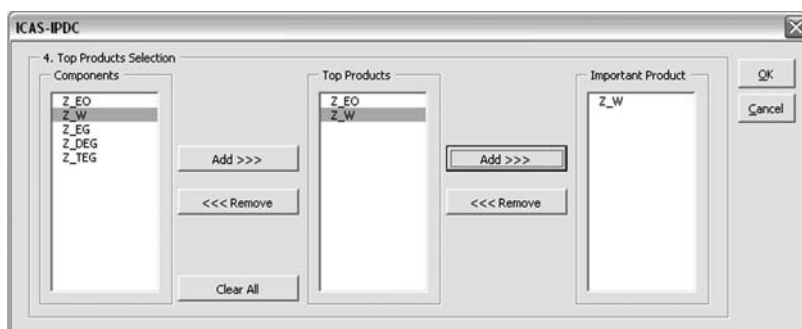 ICAS-IPDC
4. Top Products Selection
Components
Z_EO
Z_W
Z_EG
Z_DEG
Z_TEG
Add >>>
<<< Remove
Clear All
Top Products
Z_EO
Z_W
Add >>>
<<< Remove
Important Product
Z_W
OK
Cancel